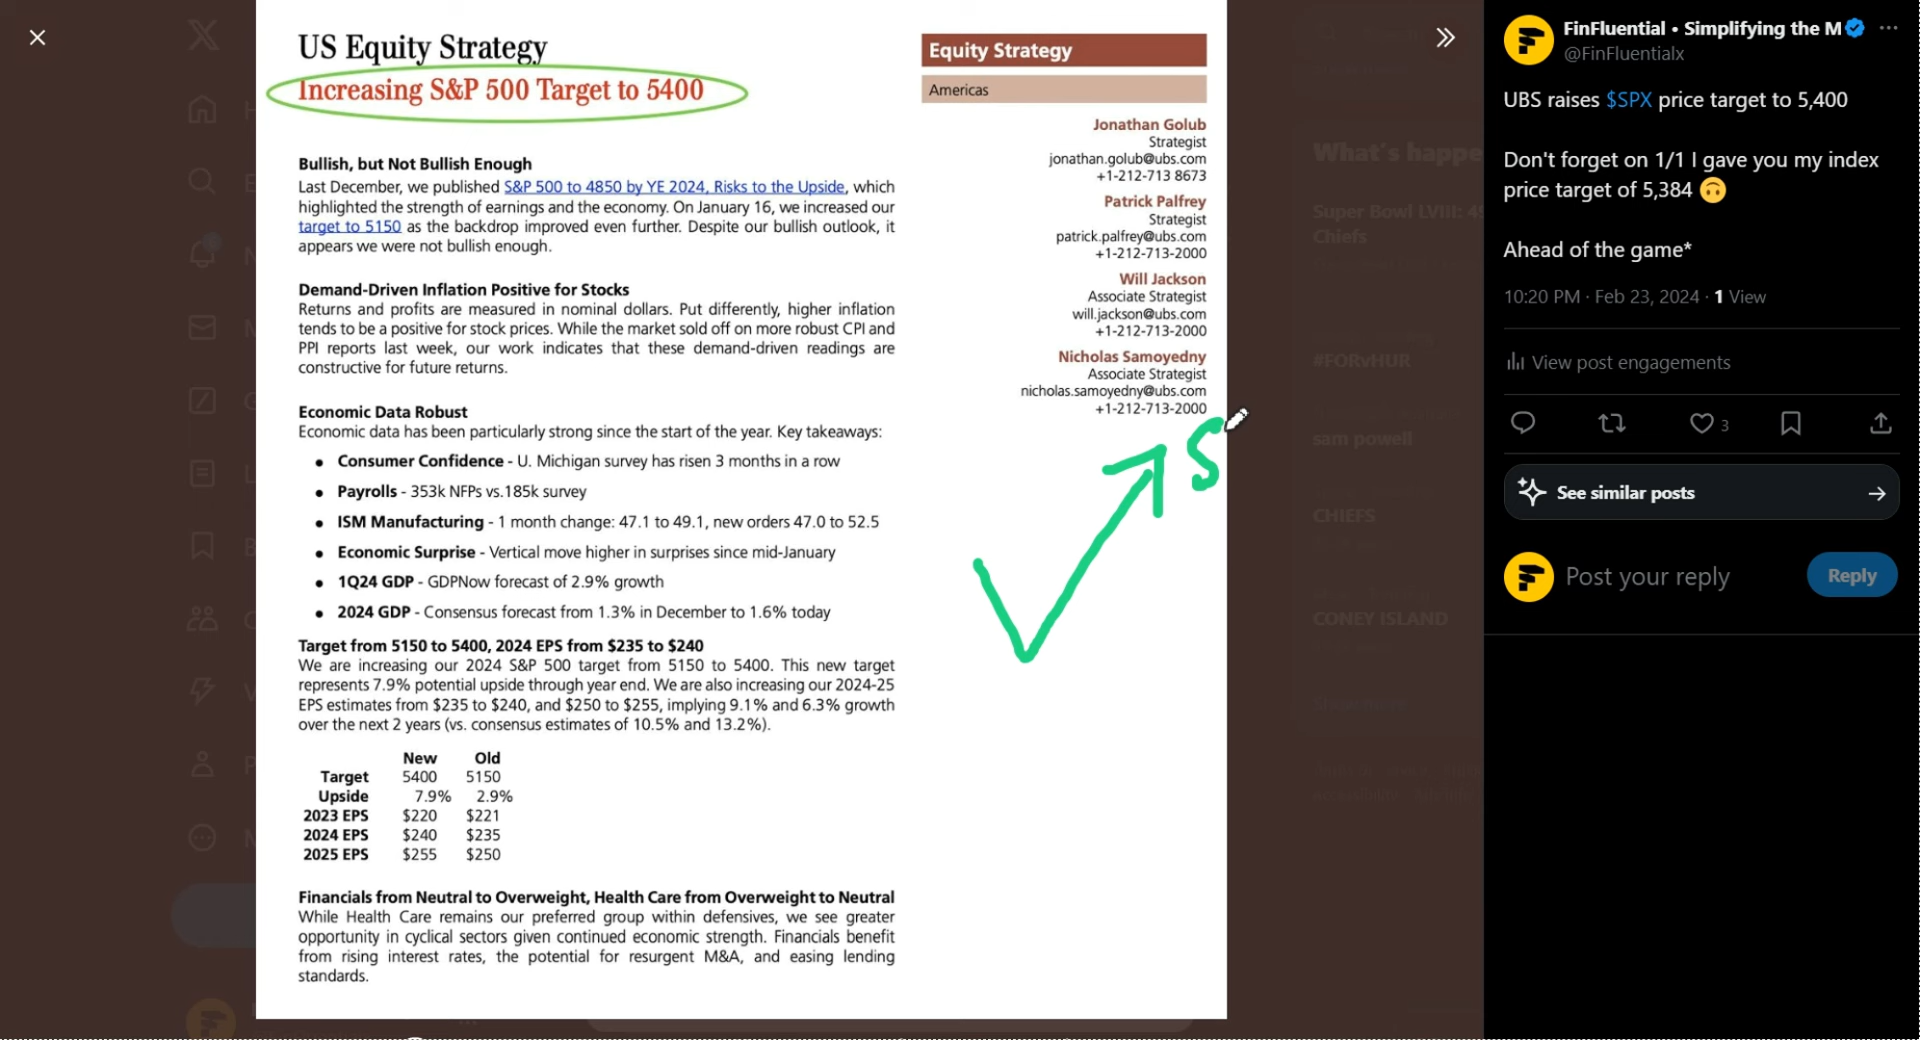 US Equity Strategy
Increasing S&P 500 Target to 5400
Bullish, but Not Bullish Enough
Last December, we published S&P 500 to 4850 by YE 2024, Risks to the Upside, which
highlighted the strength of earnings and the economy. On January 16, we increased our
target to 5150 as the backdrop improved even further. Despite our bullish outlook, it
appears we were not bullish enough.
Demand-Driven Inflation Positive for Stocks
Returns and profits are measured in nominal dollars. Put differently, higher inflation
tends to be a positive for stock prices. While the market sold off on more robust CPI and
PPI reports last week, our work indicates that these demand-driven readings are
constructive for future returns.
Economic Data Robust
Economic data has been particularly strong since the start of the year. Key takeaways:
• Consumer Confidence - U. Michigan survey has risen 3 months in a row
• Payrolls - 353k NFPs vs.185k survey
• ISM Manufacturing - 1 month change: 47.1 to 49.1, new orders 47.0 to 52.5
• Economic Surprise - Vertical move higher in surprises since mid-January
• 1Q24 GDP - GDPNow forecast of 2.9% growth
• 2024 GDP - Consensus forecast from 1.3% in December to 1.6% today
Target from 5150 to 5400, 2024 EPS from $235 to $240
We are increasing our 2024 S&P 500 target from 5150 to 5400. This new target
represents 7.9% potential upside through year end. We are also increasing our 2024-25
EPS estimates from $235 to $240, and $250 to $255, implying 9.1% and 6.3% growth
over the next 2 years (vs. consensus estimates of 10.5% and 13.2%).
New Old
Target 5400 5150
Upside 7.9% 2.9%
2023 EPS $220 $221
2024 EPS $240 $235
2025 EPS $255 $250
Financials from Neutral to Overweight, Health Care from Overweight to Neutral
While Health Care remains our preferred group within defensives, we see greater
opportunity in cyclical sectors given continued economic strength. Financials benefit
from rising interest rates, the potential for resurgent M&A, and easing lending
standards.
Equity Strategy
Americas
Jonathan Golub
Strategist
jonathan.golub@ubs.com
+1-212-713 8673
Patrick Palfrey
Strategist
patrick.palfrey@ubs.com
+1-212-713-2000
Will Jackson
Associate Strategist
will.jackson@ubs.com
+1-212-713-2000
Nicholas Samoyedny
Associate Strategist
nicholas.samoyedny@ubs.com
+1-212-713-2000
S
What's happe
Super Bowl LVIII: 49
Chiefs
#FORvHUR
sam powell
CHIEFS
CONEY ISLAND
Show more
FinFluential • Simplifying the M
@FinFluentialx
UBS raises $SPX price target to 5,400
Don't forget on 1/1 I gave you my index
price target of 5,384 🙃
Ahead of the game*
10:20 PM · Feb 23, 2024 · 1 View
View post engagements
3
See similar posts
Post your reply
Reply